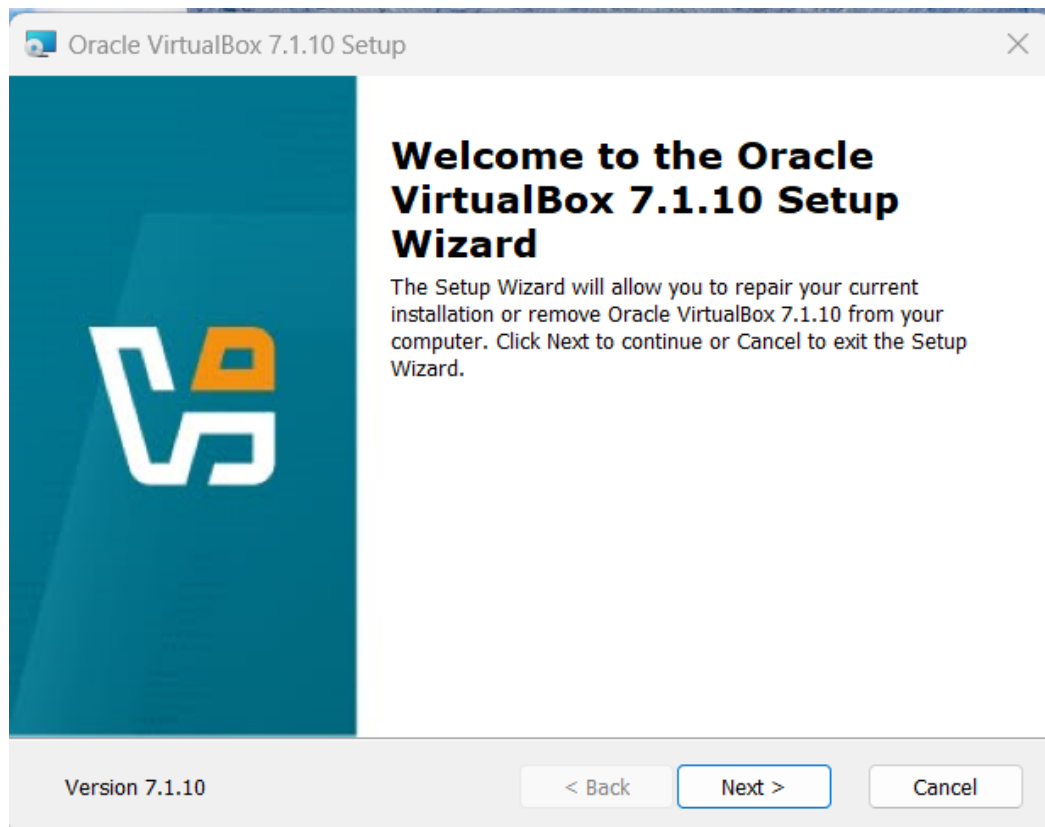 Oracle VirtualBox 7.1.10 Setup
Welcome to the Oracle
VirtualBox 7.1.10 Setup
Wizard
The Setup Wizard will allow you to repair your current
installation or remove Oracle VirtualBox 7.1.10 from your
computer. Click Next to continue or Cancel to exit the Setup
Wizard.
Version 7.1.10
< Back
Next >
Cancel